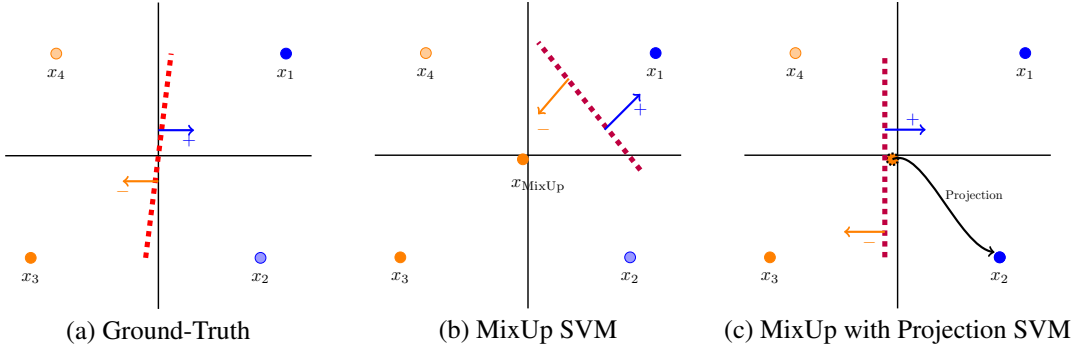 x4
x1
+
−
x3
x2
(a) Ground-Truth
x4
x1
+
−
xMixUp
x3
x2
(b) MixUp SVM
x4
x1
+
Projection
−
x3
x2
(c) MixUp with Projection SVM